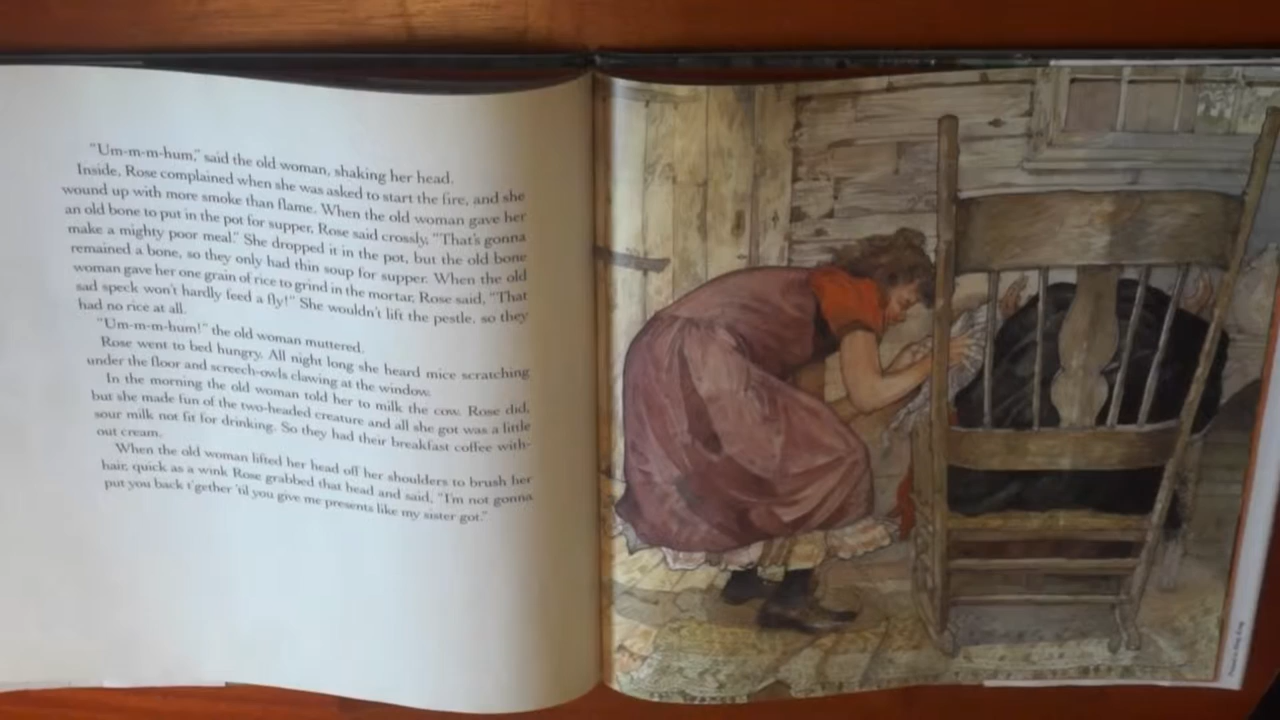 "Um-m-m-hum," said the old woman, shaking her head.
Inside, Rose complained when she was asked to start the fire, and she
wound up with more smoke than flame. When the old woman gave her
an old bone to put in the pot for supper, Rose said crossly, "That's gonna
make a mighty poor meal." She dropped it in the pot, but the old bone
remained a bone, so they only had thin soup for supper. When the old
woman gave her one grain of rice to grind in the mortar, Rose said, "That
sad speck won't hardly feed a fly!" She wouldn't lift the pestle, so they
had no rice at all.
"Um-m-m-hum!" the old woman muttered.
Rose went to bed hungry. All night long she heard mice scratching
under the floor and screech-owls clawing at the window.
In the morning the old woman told her to milk the cow. Rose did,
but she made fun of the two-headed creature and all she got was a little
sour milk not fit for drinking. So they had their breakfast coffee with-
out cream.
When the old woman lifted her head off her shoulders to brush her
hair, quick as a wink Rose grabbed that head and said, "I'm not gonna
put you back t'gether 'til you give me presents like my sister got."